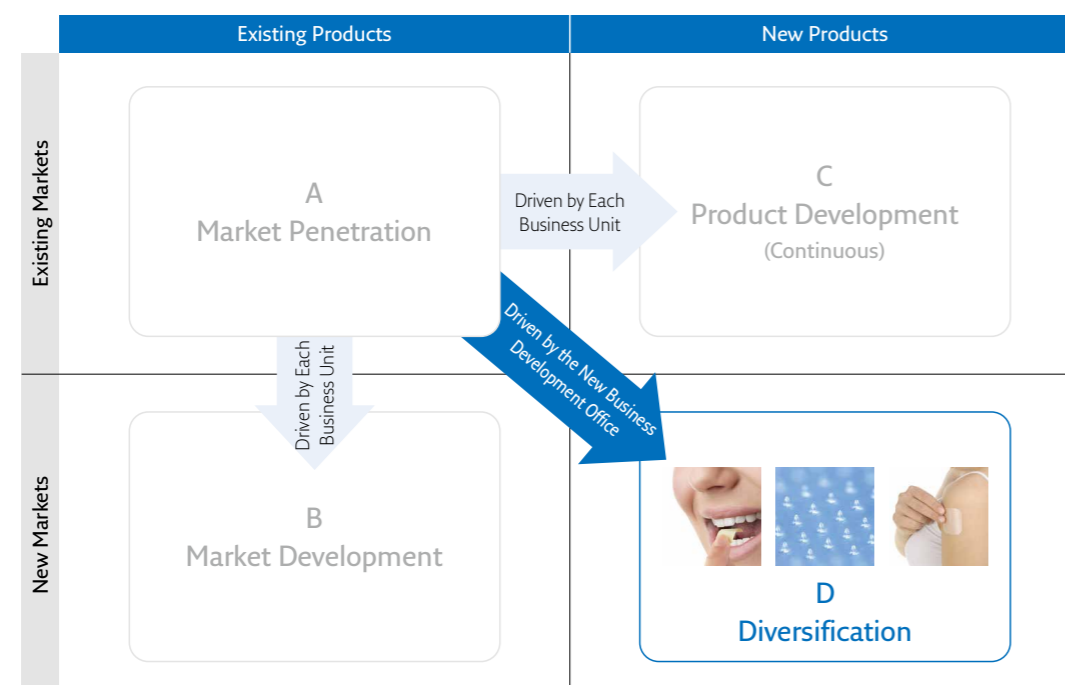 Existing Products
New Products
Existing Markets
A
Market Penetration
Driven by Each
Business Unit
C
Product Development
(Continuous)
Driven by Each
Business Unit
Driven by the New Business
Development Office
New Markets
B
Market Development
D
Diversification